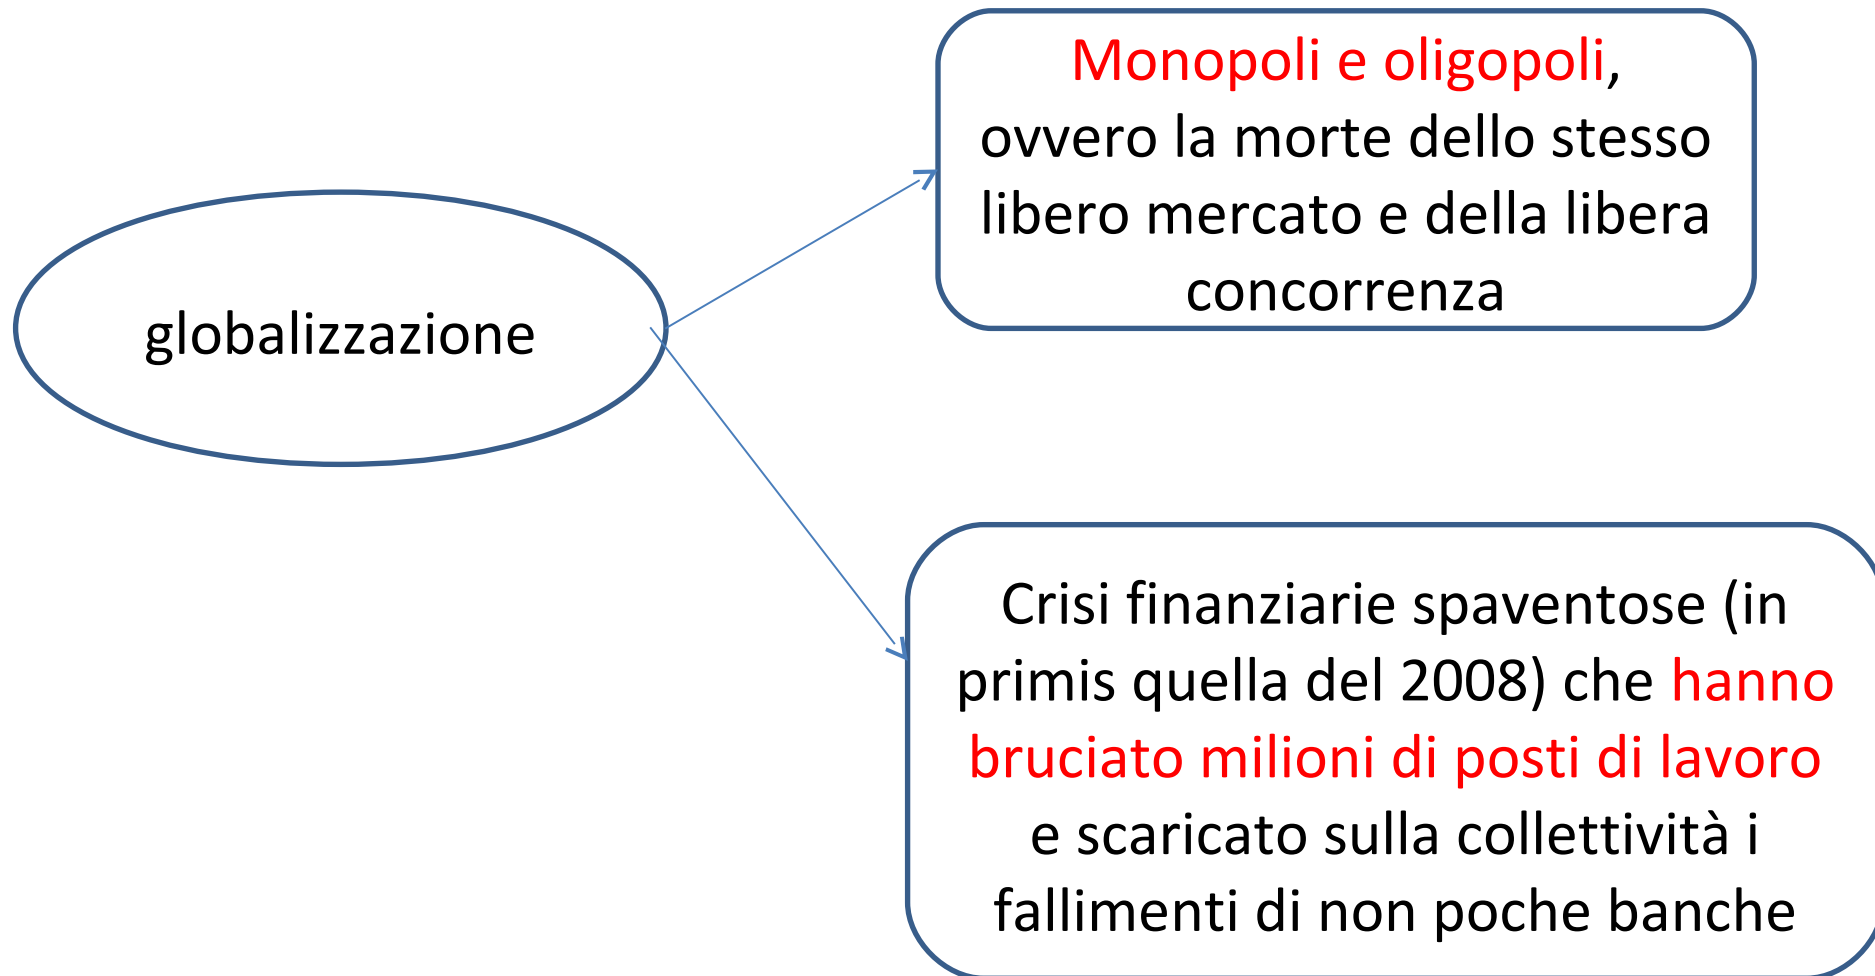 globalizzazione
Monopoli e oligopoli,
ovvero la morte dello stesso
libero mercato e della libera
concorrenza
Crisi finanziarie spaventose (in
primis quella del 2008) che hanno
bruciato milioni di posti di lavoro
e scaricato sulla collettività i
fallimenti di non poche banche